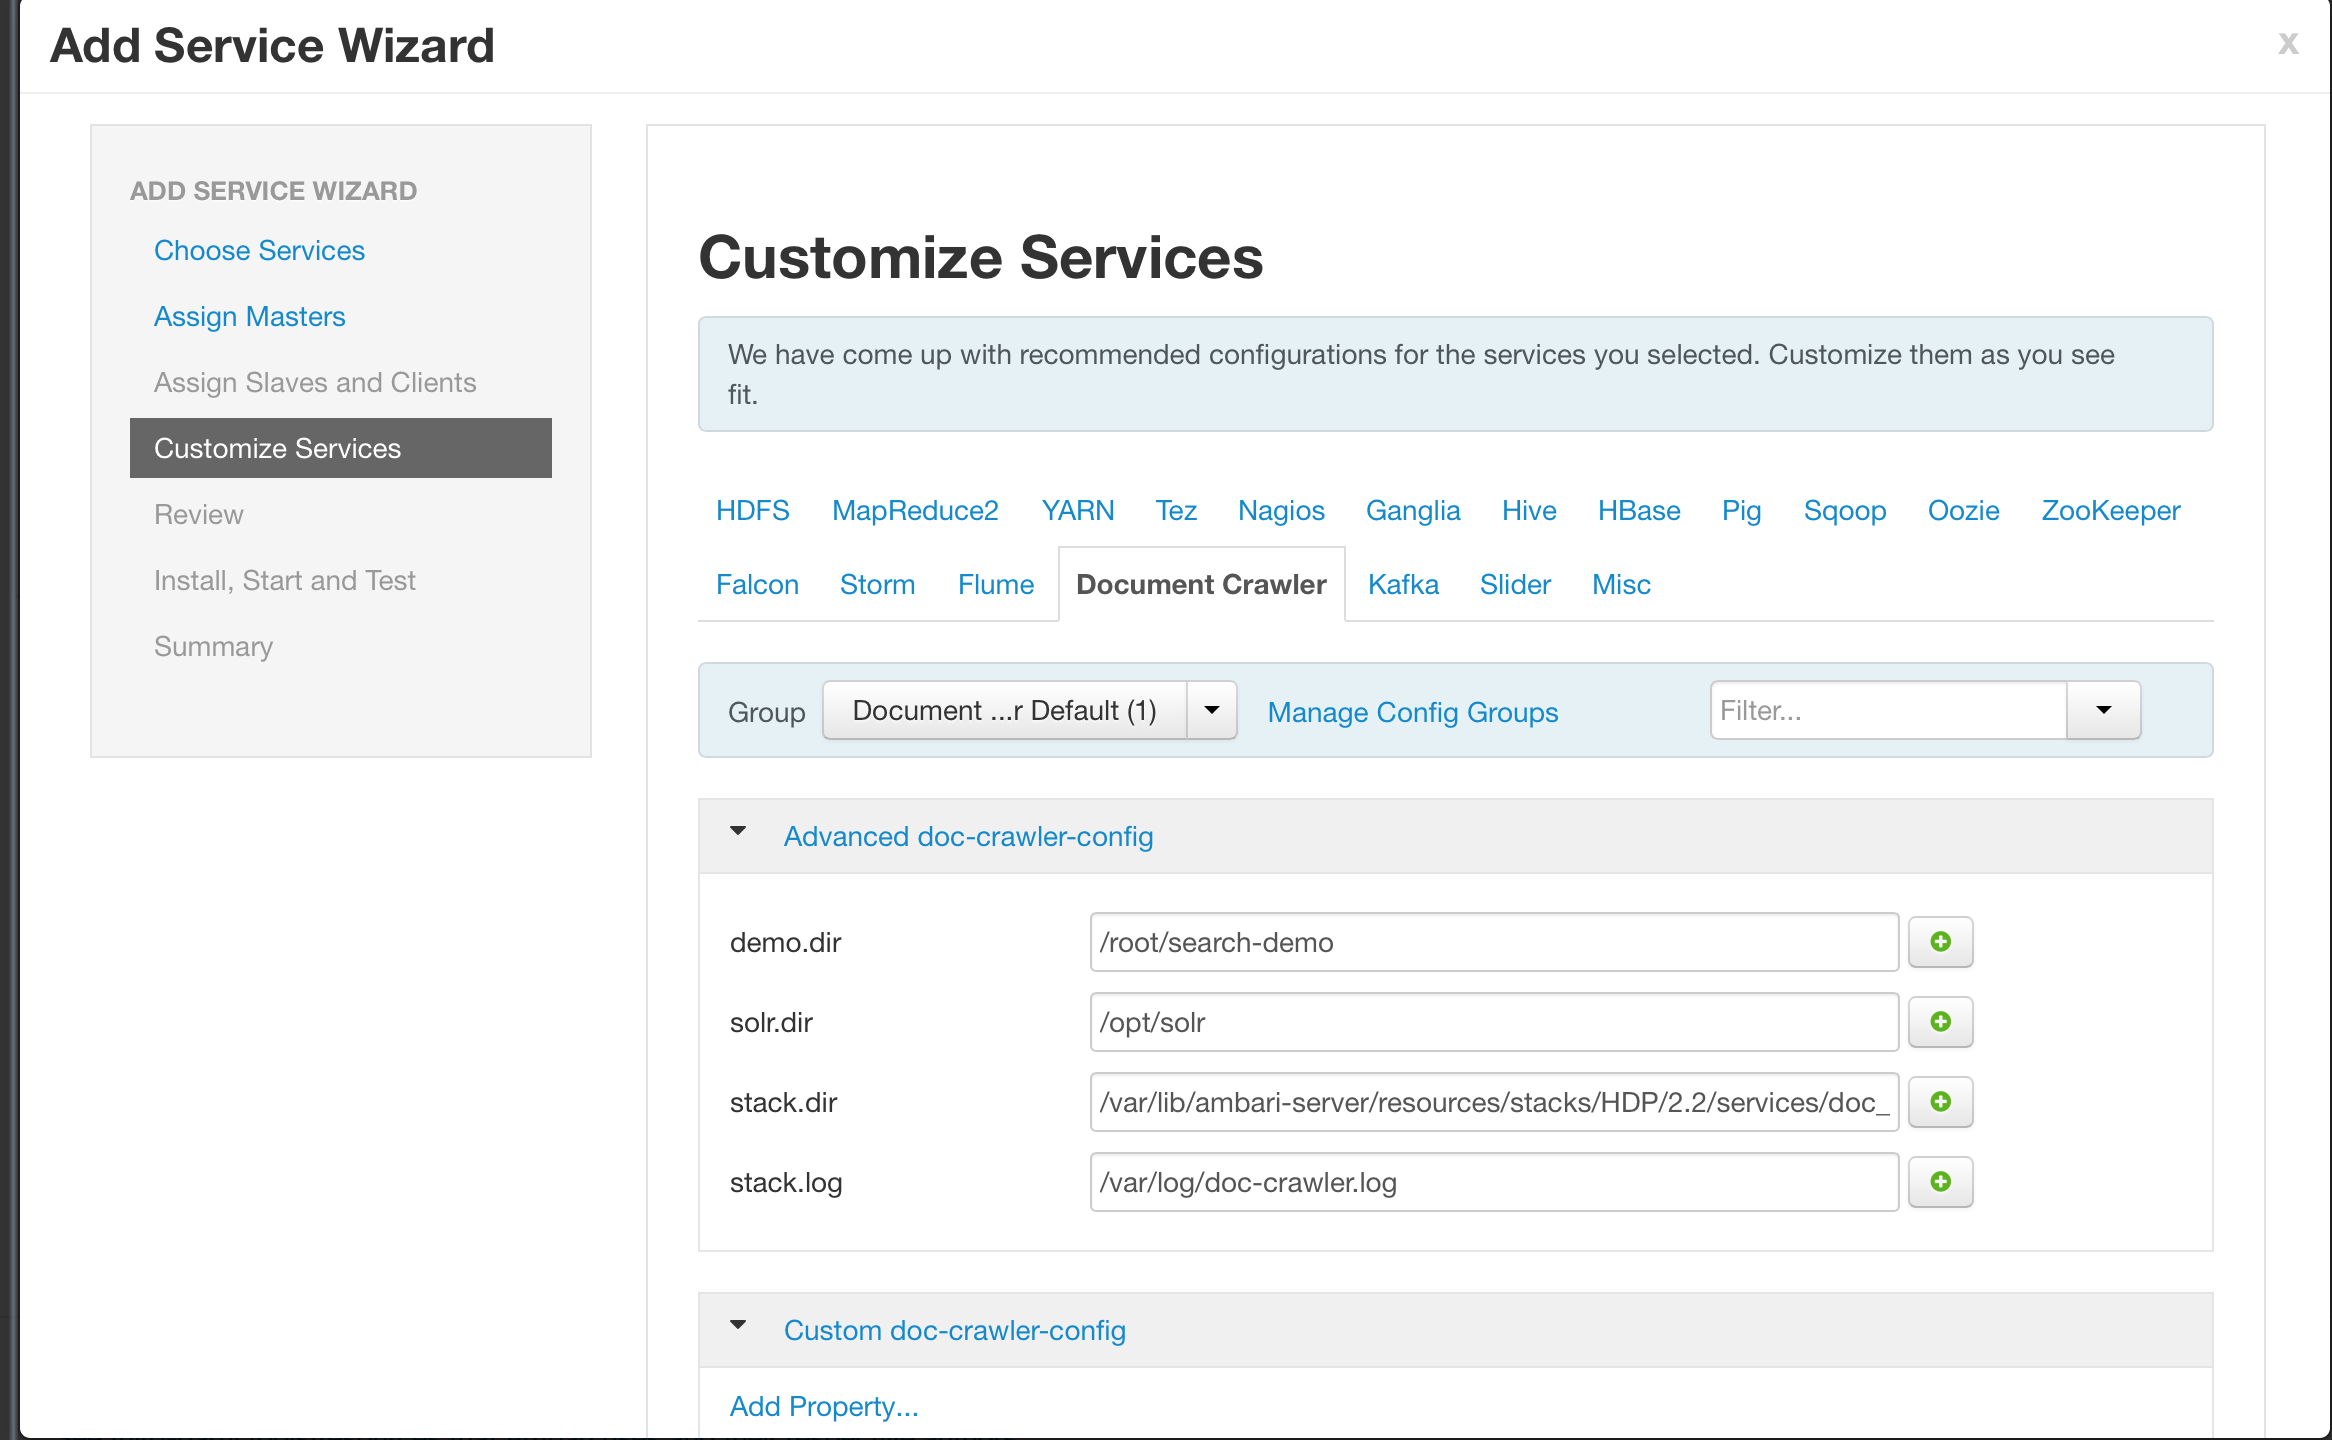 Add Service Wizard
x
ADD SERVICE WIZARD
Choose Services
Assign Masters
Assign Slaves and Clients
Customize Services
Review
Install, Start and Test
Summary
Customize Services
We have come up with recommended configurations for the services you selected. Customize them as you see
fit.
HDFS MapReduce2 YARN Tez Nagios Ganglia Hive HBase Pig Sqoop Oozie ZooKeeper
Falcon Storm Flume Document Crawler Kafka Slider Misc
Group Document ...r Default (1) Manage Config Groups Filter...
Advanced doc-crawler-config
demo.dir /root/search-demo
solr.dir /opt/solr
stack.dir /var/lib/ambari-server/resources/stacks/HDP/2.2/services/doc_
stack.log /var/log/doc-crawler.log
Custom doc-crawler-config
Add Property...